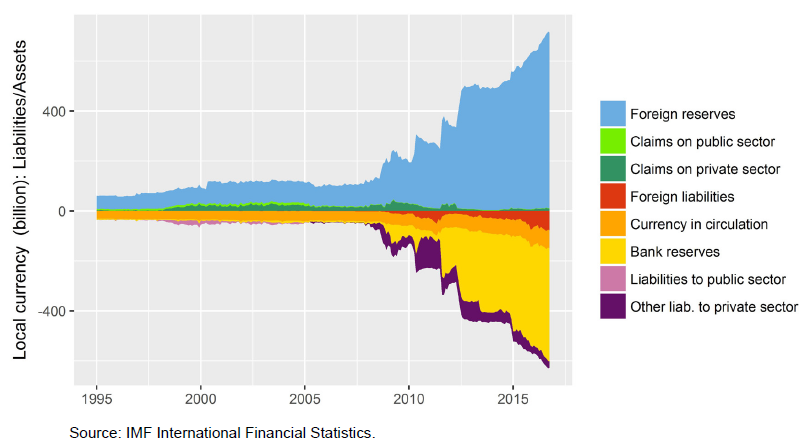 Local currency (billion): Liabilities/Assets
400
0
-400
1995
2000
2005
2010
2015
Foreign reserves
Claims on public sector
Claims on private sector
Foreign liabilities
Currency in circulation
Bank reserves
Liabilities to public sector
Other liab. to private sector
Source: IMF International Financial Statistics.